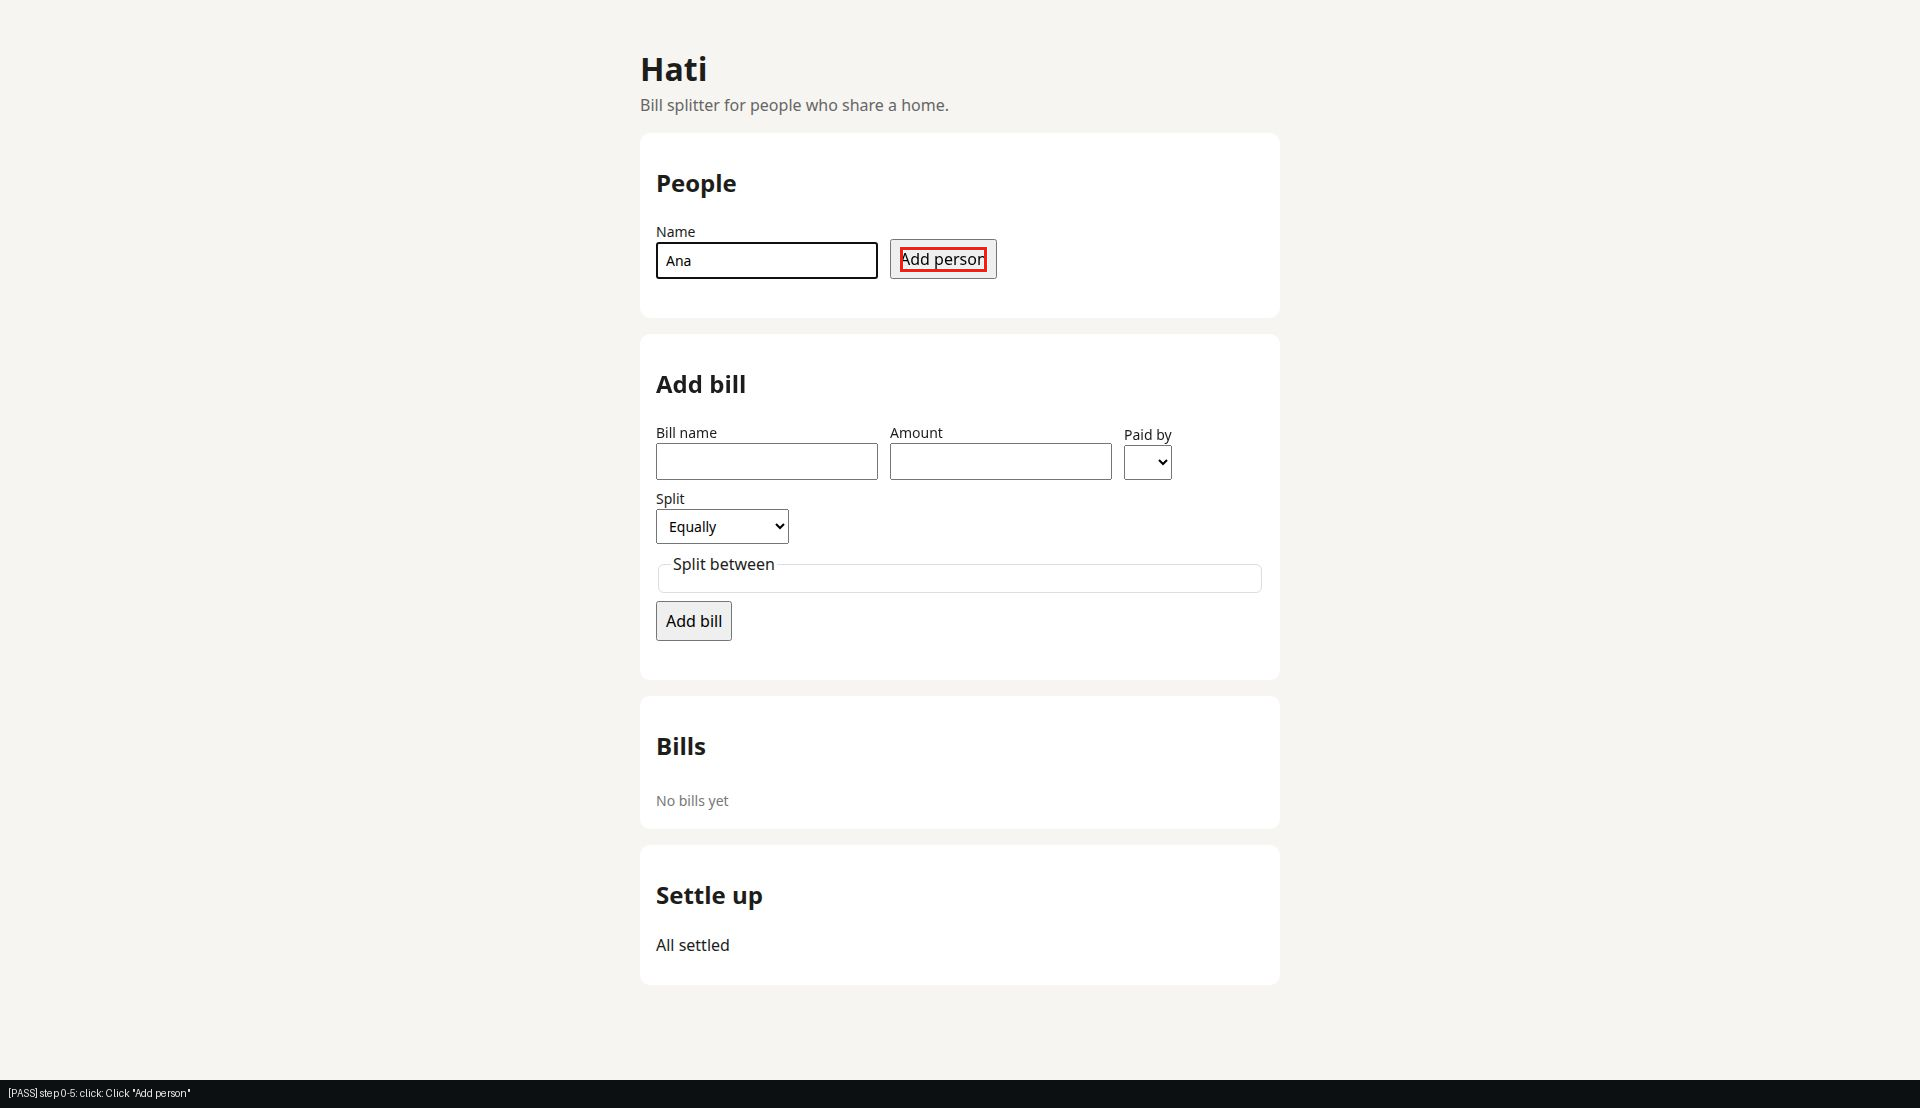 Hati
Bill splitter for people who share a home.
People
Name
Ana
Add person
Add bill
Bill name
Amount
Paid by
Split
Equally
Split between
Add bill
Bills
No bills yet
Settle up
All settled
[PASS] step 0-5: click: Click "Add person"